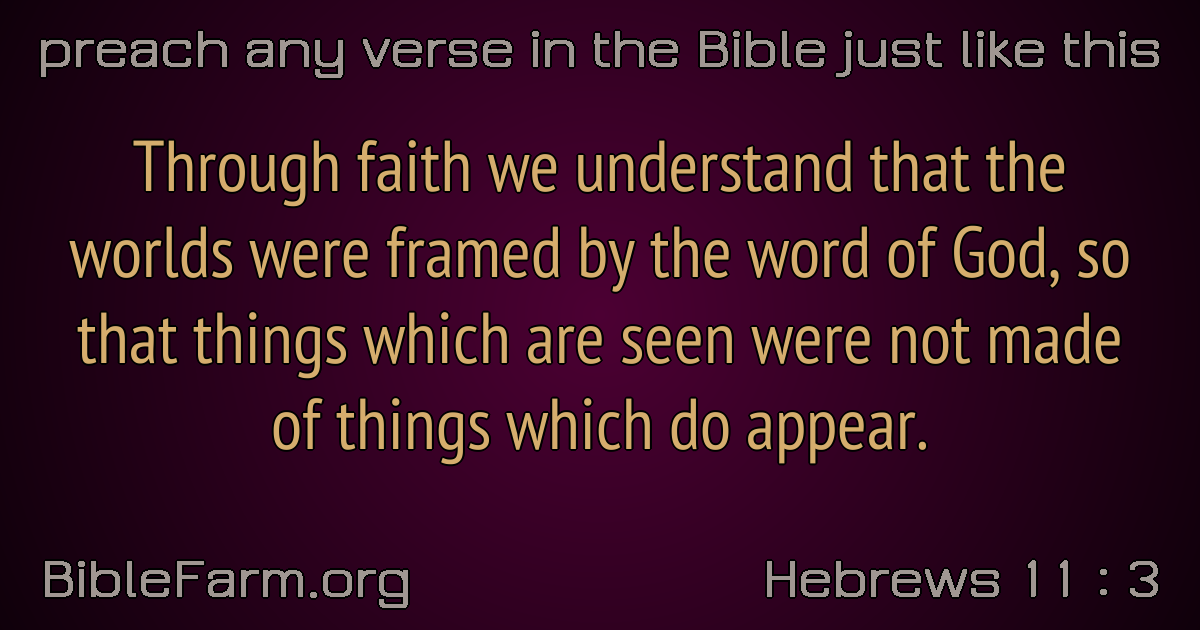 preach any verse in the Bible just like this
Through faith we understand that the
worlds were framed by the word of God, so
that things which are seen were not made
of things which do appear.
BibleFarm.org
Hebrews 11 : 3